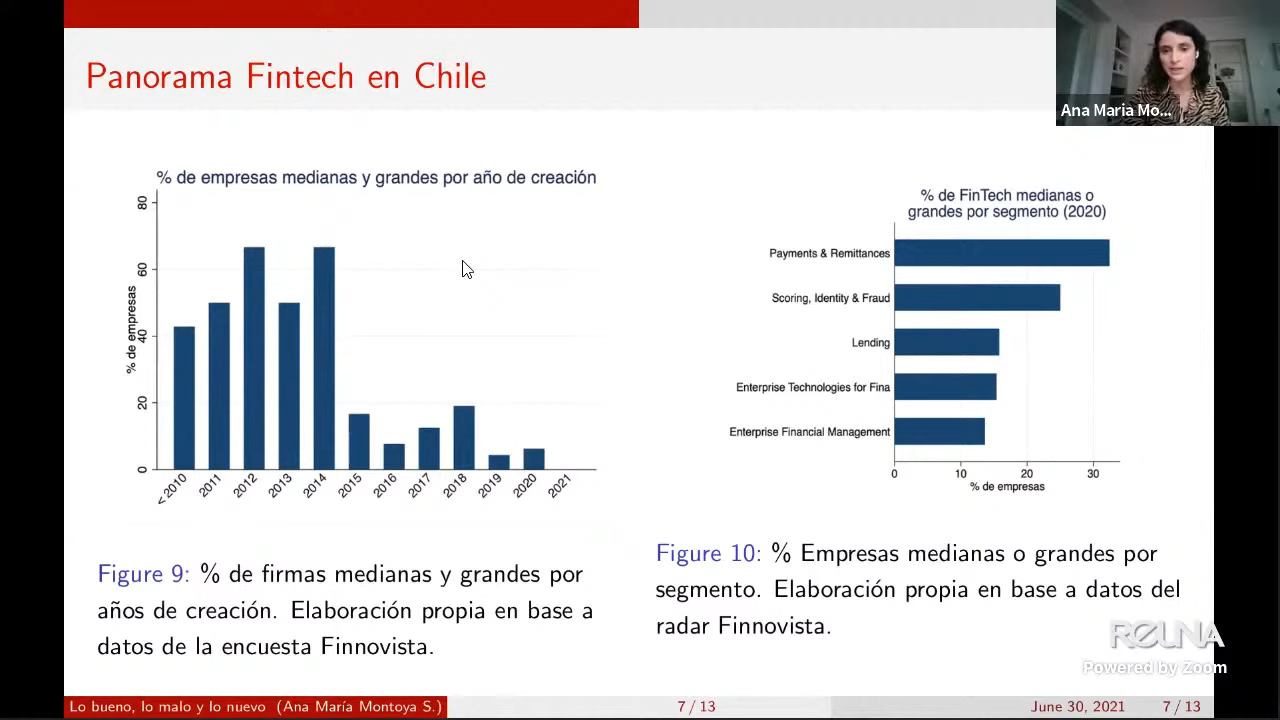 Panorama Fintech en Chile
Ana Maria Mo...
% de empresas medianas y grandes por año de creación
% de empresas
0
20
40
60
80
< 2010
2011
2012
2013
2014
2015
2016
2017
2018
2019
2020
2021
Figure 9: % de firmas medianas y grandes por
años de creación. Elaboración propia en base a
datos de la encuesta Finnovista.
% de FinTech medianas o
grandes por segmento (2020)
Payments & Remittances
Scoring, Identity & Fraud
Lending
Enterprise Technologies for Fina
Enterprise Financial Management
0
10
20
30
% de empresas
Figure 10: % Empresas medianas o grandes por
segmento. Elaboración propia en base a datos del
radar Finnovista.
REUNA
Powered by Zoom
Lo bueno, lo malo y lo nuevo (Ana María Montoya S.)
7 / 13
June 30, 2021
7 / 13